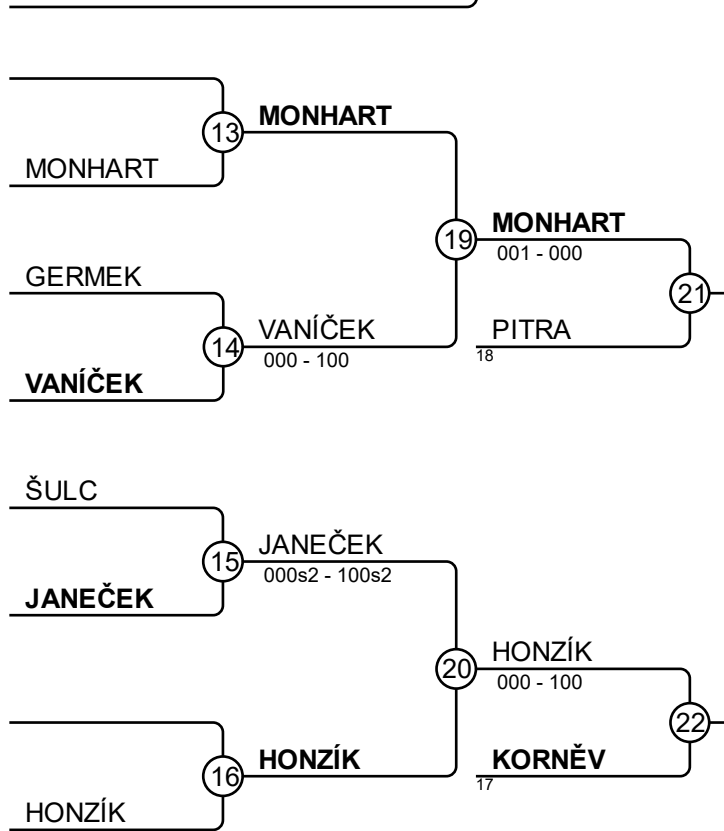 MONHART
13
MONHART
MONHART
19
001 - 000
GERMEK
21
VANÍČEK
PITRA
14
000 - 100
18
VANÍČEK
ŠULC
JANEČEK
15
000s2 - 100s2
JANEČEK
HONZÍK
20
000 - 100
22
HONZÍK
KORNĚV
16
17
HONZÍK